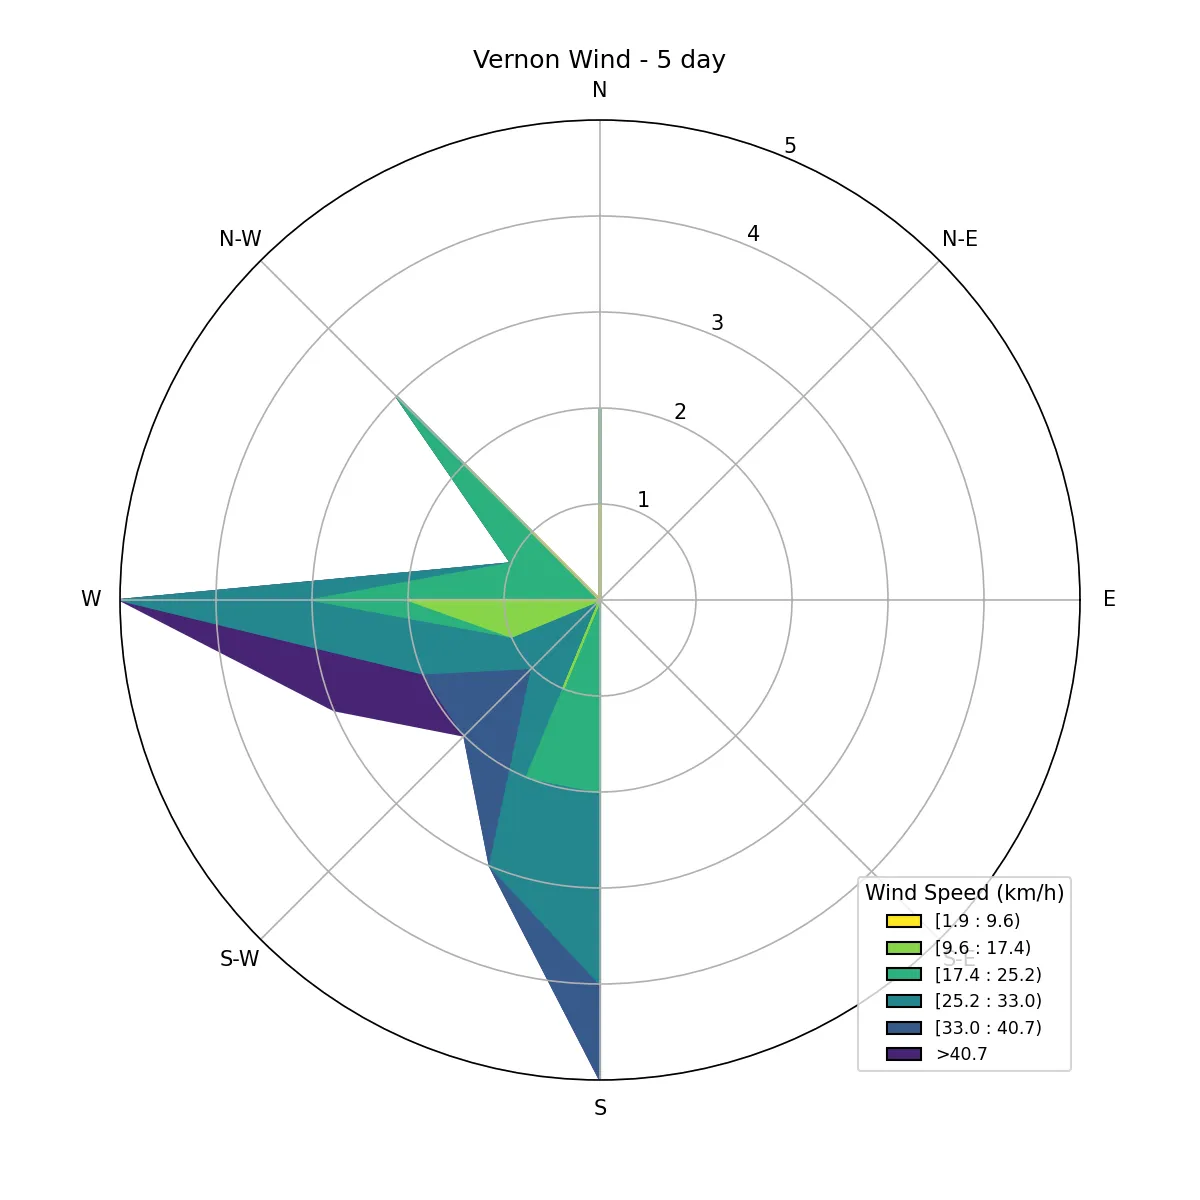 Vernon Wind - 5 day
N
5
N-W
N-E
4
3
2
1
W
E
Wind Speed (km/h)
[1.9 : 9.6)
[9.6 : 17.4)
S-W
S-E
[17.4 : 25.2)
[25.2 : 33.0)
[33.0 : 40.7)
>40.7
S